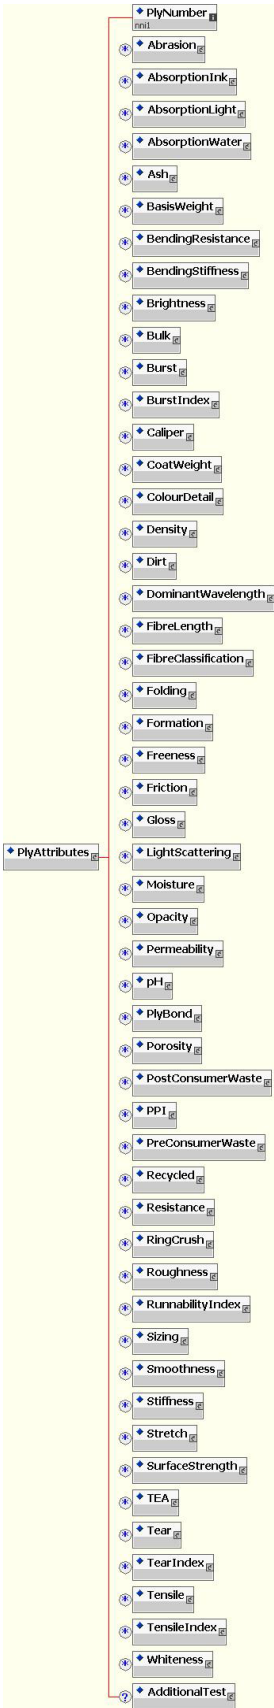 PlyNumber
nni1
Abrasion
AbsorptionInk
AbsorptionLight
AbsorptionWater
Ash
BasisWeight
BendingResistance
BendingStiffness
Brightness
Bulk
Burst
BurstIndex
Caliper
CoatWeight
ColourDetail
Density
Dirt
DominantWavelength
FibreLength
FibreClassification
Folding
Formation
Freeness
Friction
Gloss
PlyAttributes
LightScattering
Moisture
Opacity
Permeability
pH
PlyBond
Porosity
PostConsumerWaste
PPI
PreConsumerWaste
Recycled
Resistance
RingCrush
Roughness
RunnabilityIndex
Sizing
Smoothness
Stiffness
Stretch
SurfaceStrength
TEA
Tear
TearIndex
Tensile
TensileIndex
Whiteness
AdditionalTest